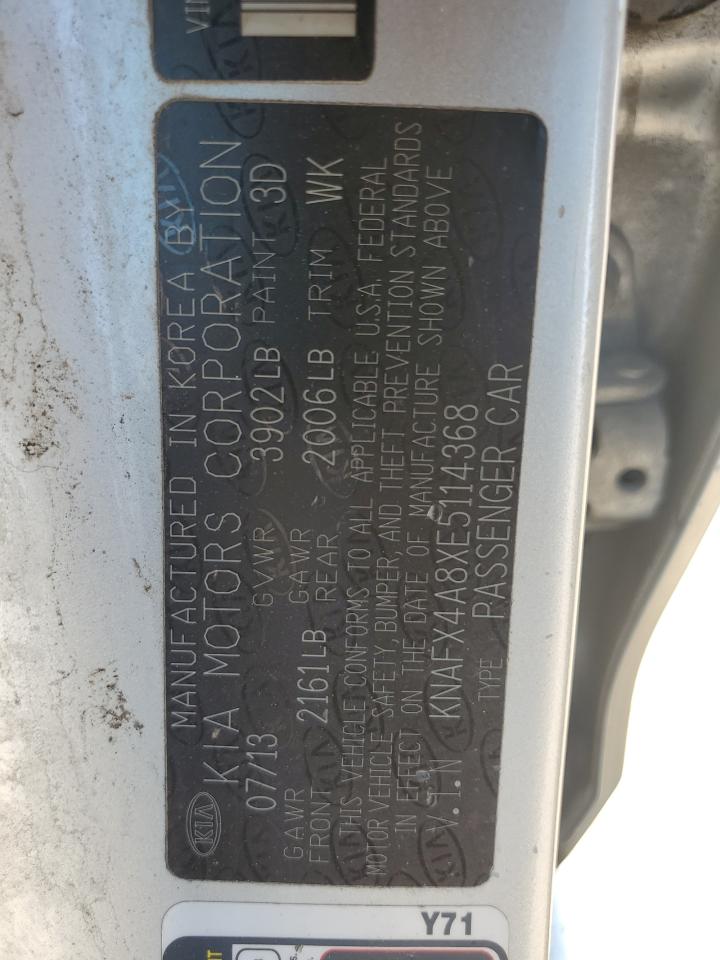 VIN
MANUFACTURED IN KOREA BY
KIA KIA MOTORS CORPORATION
07/13 GVWR 3902LB PAINT 3D
GAWR FRONT 2161LB GAWR REAR 2006LB TRIM WK
THIS VEHICLE CONFORMS TO ALL APPLICABLE U.S.A. FEDERAL
MOTOR VEHICLE SAFETY, BUMPER, AND THEFT PREVENTION STANDARDS
IN EFFECT ON THE DATE OF MANUFACTURE SHOWN ABOVE
V.I.N KNAFX4A8XE5114368
TYPE PASSENGER CAR
Y71